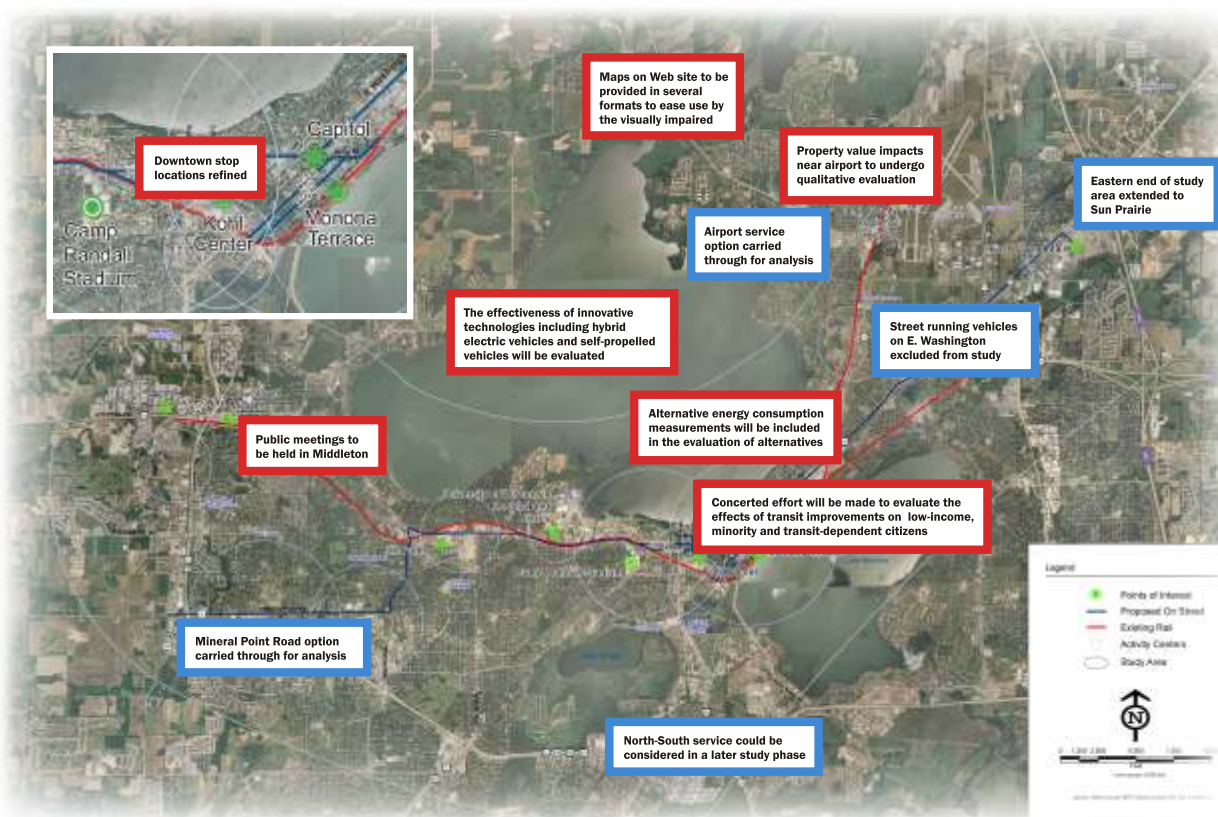 Maps on Web site to be
provided in several
formats to ease use by
the visually impaired
Capitol
Downtown stop
locations refined
Kohl
Center
Monona
Terrace
Camp
Randall
Stadium
Property value impacts
near airport to undergo
qualitative evaluation
Eastern end of study
area extended to
Sun Prairie
Airport service
option carried
through for analysis
The effectiveness of innovative
technologies including hybrid
electric vehicles and self-propelled
vehicles will be evaluated
Street running vehicles
on E. Washington
excluded from study
Alternative energy consumption
measurements will be included
in the evaluation of alternatives
Public meetings to
be held in Middleton
Concerted effort will be made to evaluate the
effects of transit improvements on low-income,
minority and transit-dependent citizens
Mineral Point Road option
carried through for analysis
North-South service could be
considered in a later study phase
Legend
Points of Interest
Proposed On Street
Existing Rail
Activity Centers
Study Area
N